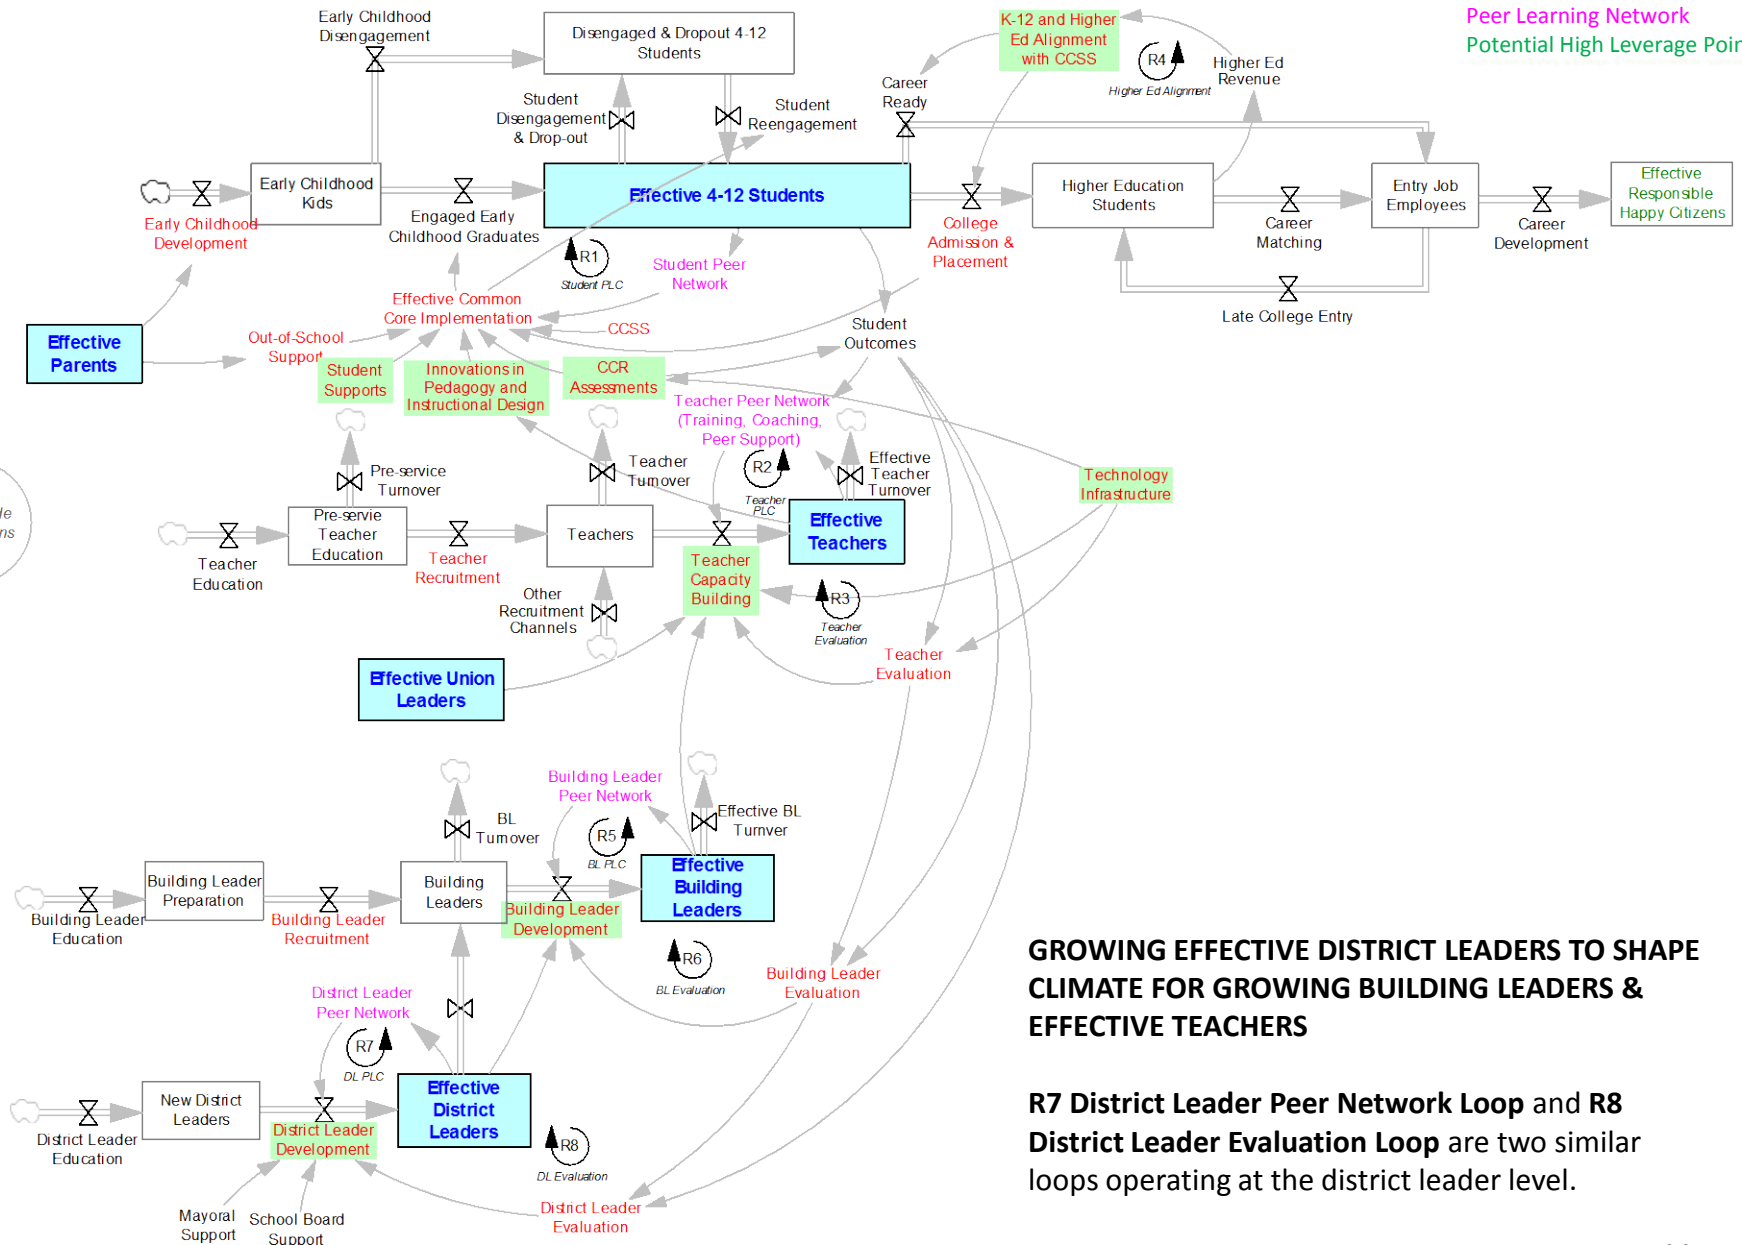 Early Childhood
Disengagement
Disengaged & Dropout 4-12
Students
K-12 and Higher
Ed Alignment
with CCSS
Peer Learning Network
Potential High Leverage
R4
Higher Ed Alignment
Higher Ed
Revenue
Career
Ready
Student
Disengagement
& Drop-out
Student
Reengagement
Early Childhood
Kids
Effective 4-12 Students
Higher Education
Students
Entry Job
Employees
Effective
Responsible
Happy Citizens
Early Childhood
Development
Engaged Early
Childhood Graduates
College
Admission &
Placement
Career
Matching
Career
Development
R1
Student PLC
Student Peer
Network
Effective Common
Core Implementation
CCSS
Late College Entry
Effective
Parents
Out-of-School
Support
Student
Outcomes
Student
Supports
Innovations in
Pedagogy and
Instructional Design
CCR
Assessments
Teacher Peer Network
(Training, Coaching,
Peer Support)
Pre-service
Turnover
Teacher
Turnover
R2
Teacher
PLC
Effective
Teacher
Turnover
Technology
Infrastructure
Pre-servie
Teacher
Education
Teachers
Effective
Teachers
Teacher
Education
Teacher
Recruitment
Teacher
Capacity
Building
Other
Recruitment
Channels
R3
Teacher
Evaluation
Effective Union
Leaders
Teacher
Evaluation
Building Leader
Peer Network
BL
Turnover
R5
BL PLC
Effective BL
Turnver
Building Leader
Preparation
Building
Leaders
Effective
Building
Leaders
Building Leader
Education
Building Leader
Recruitment
Building Leader
Development
R6
BL Evaluation
Building Leader
Evaluation
District Leader
Peer Network
R7
DL PLC
New District
Leaders
Effective
District
Leaders
District Leader
Education
District Leader
Development
R8
DL Evaluation
Mayoral
Support
School Board
Support
District Leader
Evaluation
GROWING EFFECTIVE DISTRICT LEADERS TO SHAPE
CLIMATE FOR GROWING BUILDING LEADERS &
EFFECTIVE TEACHERS
R7 District Leader Peer Network Loop and R8
District Leader Evaluation Loop are two similar
loops operating at the district leader level.